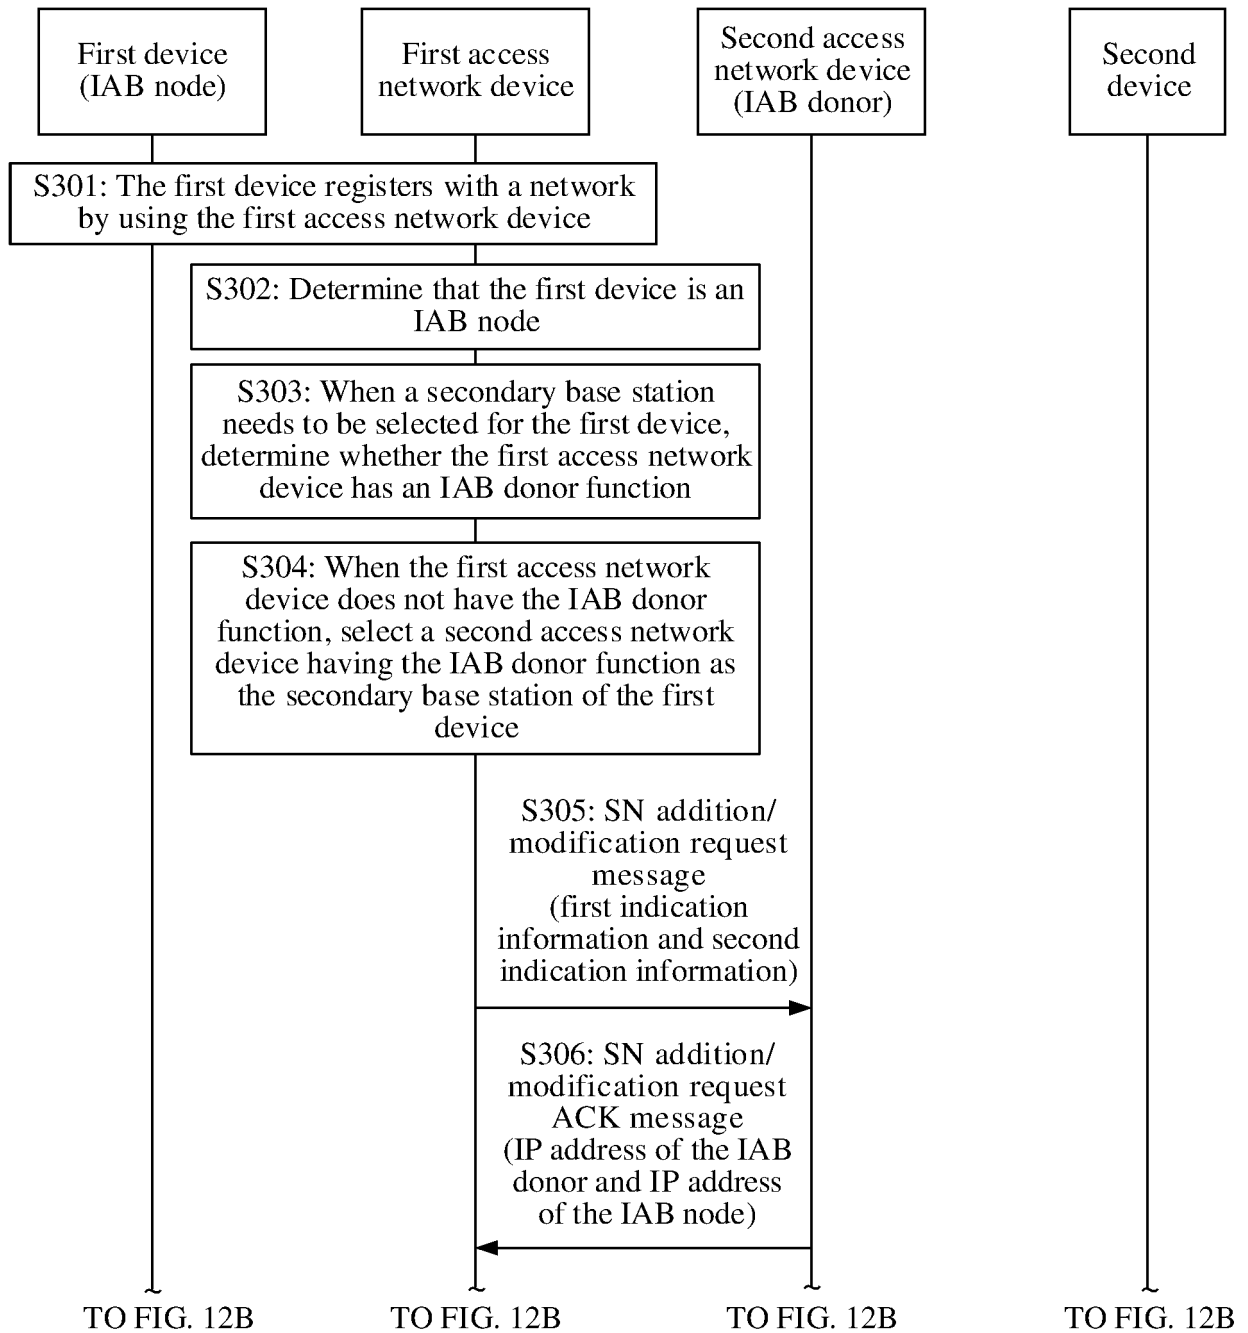 First device
(IAB node)
First access
network device
Second access
network device
(IAB donor)
Second
device
S301: The first device registers with a network
by using the first access network device
S302: Determine that the first device is an
IAB node
S303: When a secondary base station
needs to be selected for the first device,
determine whether the first access network
device has an IAB donor function
S304: When the first access network
device does not have the IAB donor
function, select a second access network
device having the IAB donor function as
the secondary base station of the first
device
S305: SN addition/
modification request
message
(first indication
information and second
indication information)
S306: SN addition/
modification request
ACK message
(IP address of the IAB
donor and IP address
of the IAB node)
TO FIG. 12B
TO FIG. 12B
TO FIG. 12B
TO FIG. 12B